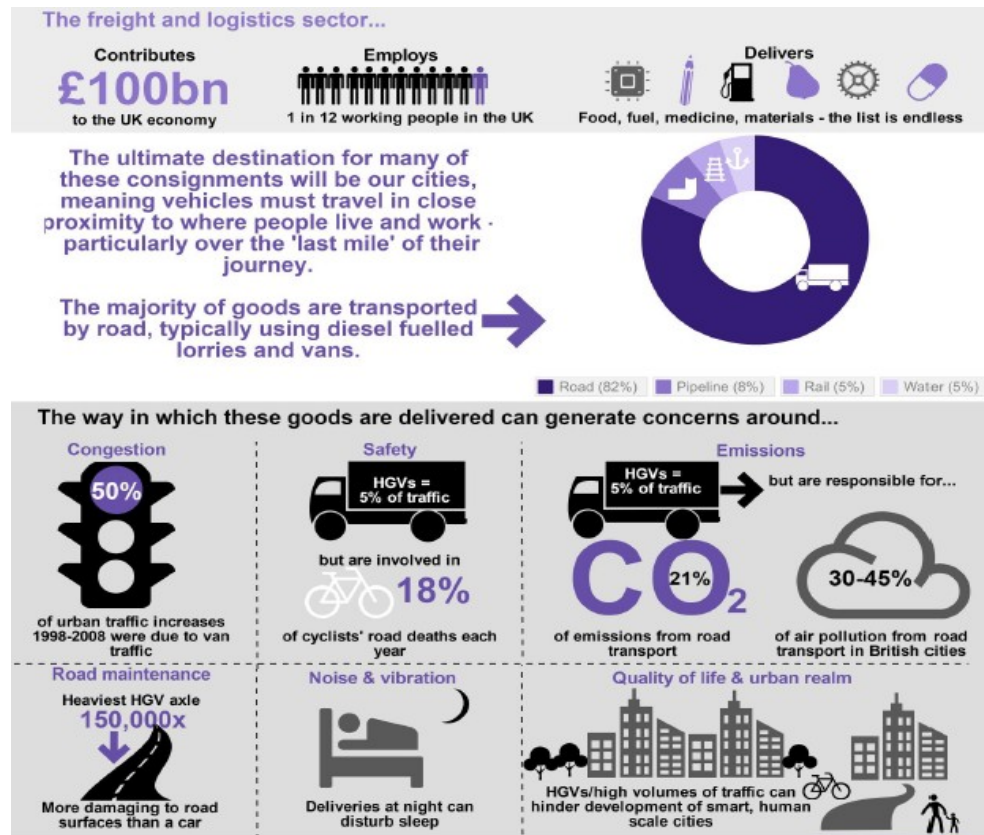 The freight and logistics sector...
Contributes
£100bn
to the UK economy
Employs
1 in 12 working people in the UK
Delivers
Food, fuel, medicine, materials - the list is endless
The ultimate destination for many of
these consignments will be our cities,
meaning vehicles must travel in close
proximity to where people live and work -
particularly over the 'last mile' of their
journey.
The majority of goods are transported
by road, typically using diesel fuelled
lorries and vans.
Road (82%) Pipeline (8%) Rail (5%) Water (5%)
The way in which these goods are delivered can generate concerns around...
Congestion
50%
of urban traffic increases
1998-2008 were due to van
traffic
Safety
HGVs =
5% of traffic
but are involved in
18%
of cyclists' road deaths each
year
Emissions
HGVs =
5% of traffic
but are responsible for...
CO2
21%
of emissions from road
transport
30-45%
of air pollution from road
transport in British cities
Road maintenance
Heaviest HGV axle
150,000x
More damaging to road
surfaces than a car
Noise & vibration
Deliveries at night can
disturb sleep
Quality of life & urban realm
HGVs/high volumes of traffic can
hinder development of smart, human
scale cities